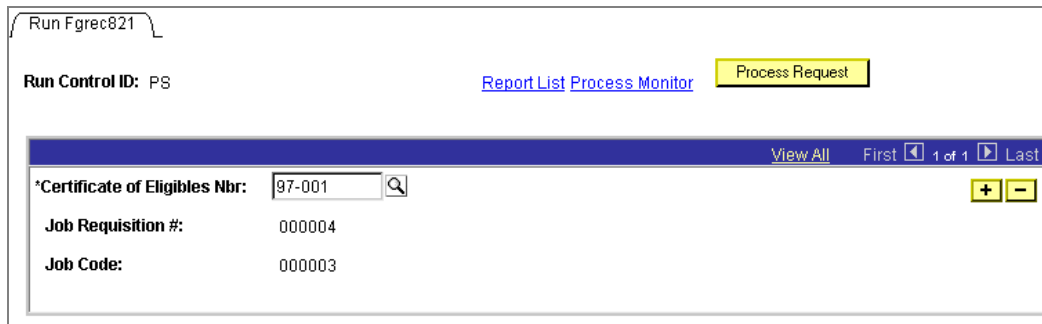 Run Fgrec821
Run Control ID: PS Report List Process Monitor Process Request
View All First 1 of 1 Last
*Certificate of Eligibles Nbr: 97-001 + −
Job Requisition #: 000004
Job Code: 000003